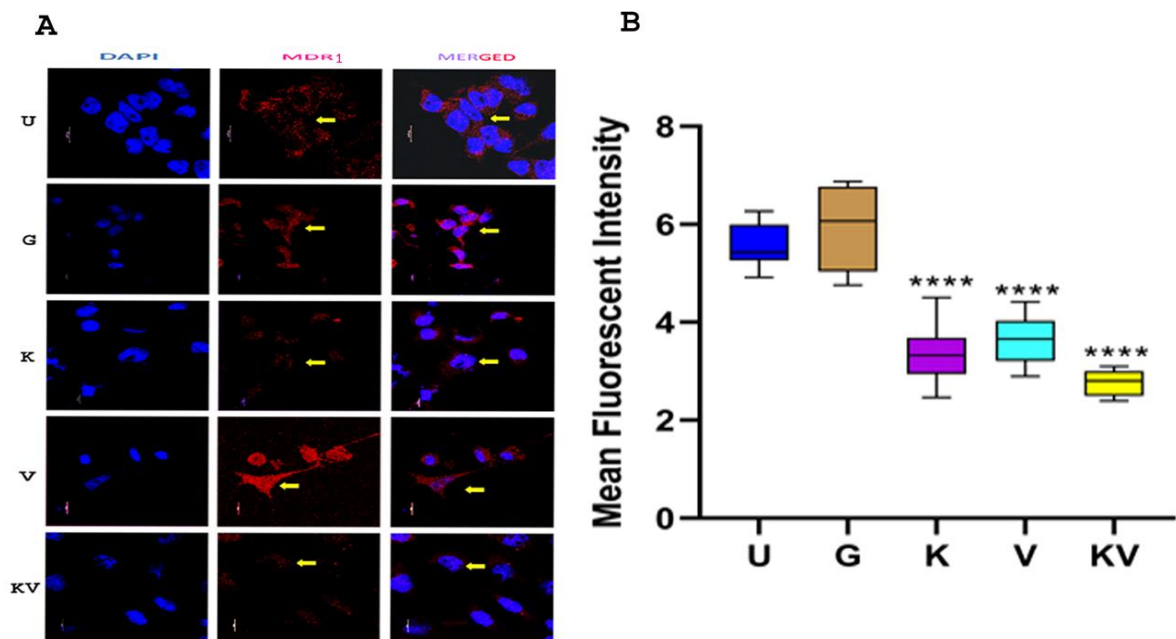 A
DAPI MDR1 MERGED
U
G
K
V
KV
B
Mean Fluorescent Intensity
8
6
4
2
0
****
****
****
U G K V KV